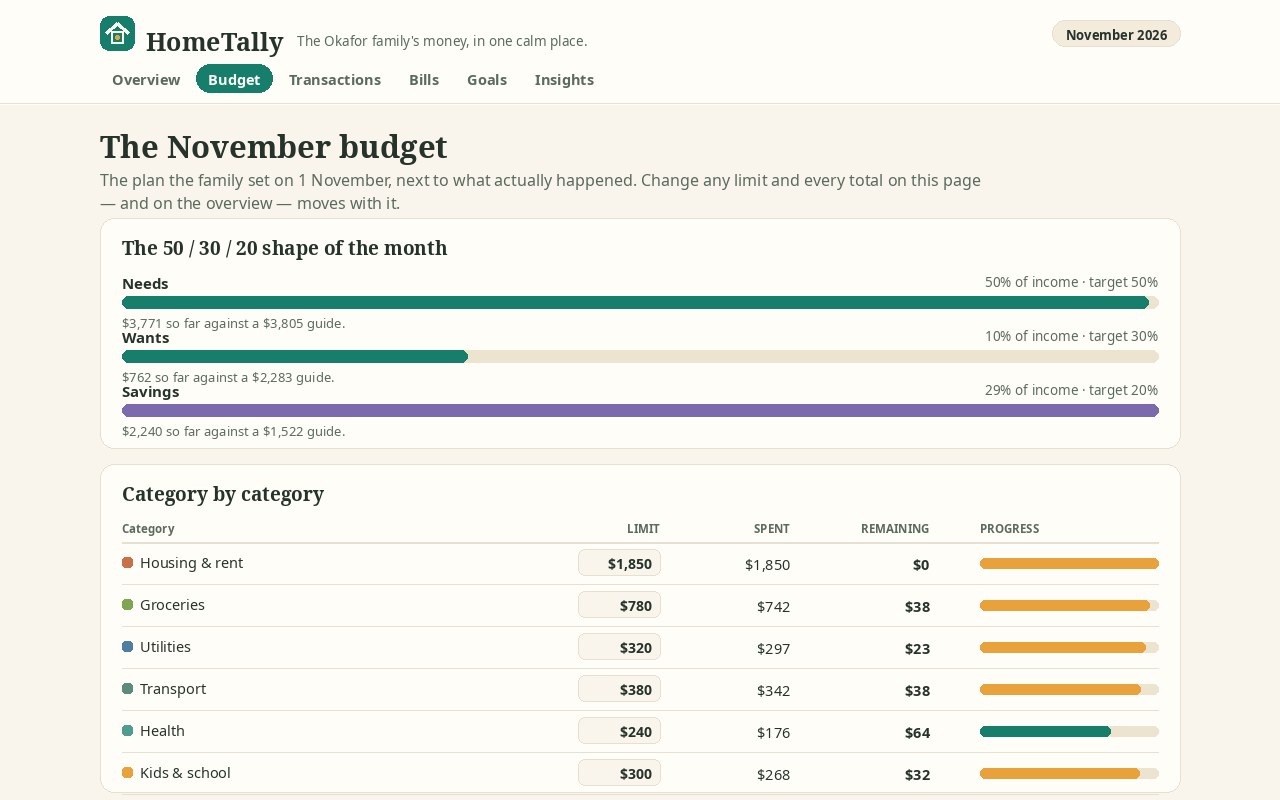 HomeTally The Okafor family's money, in one calm place. November 2026
Overview Budget Transactions Bills Goals Insights
The November budget
The plan the family set on 1 November, next to what actually happened. Change any limit and every total on this page
— and on the overview — moves with it.
The 50 / 30 / 20 shape of the month
Needs 50% of income · target 50%
$3,771 so far against a $3,805 guide.
Wants 10% of income · target 30%
$762 so far against a $2,283 guide.
Savings 29% of income · target 20%
$2,240 so far against a $1,522 guide.
Category by category
Category LIMIT SPENT REMAINING PROGRESS
Housing & rent $1,850 $1,850 $0
Groceries $780 $742 $38
Utilities $320 $297 $23
Transport $380 $342 $38
Health $240 $176 $64
Kids & school $300 $268 $32